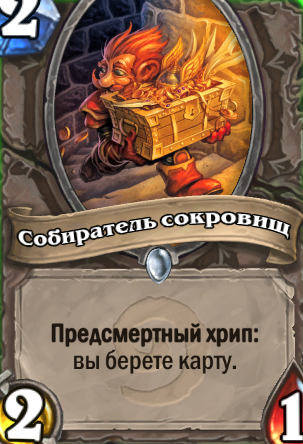 2
Собиратель сокровищ
Предсмертный хрип:
вы берете карту.
2
1